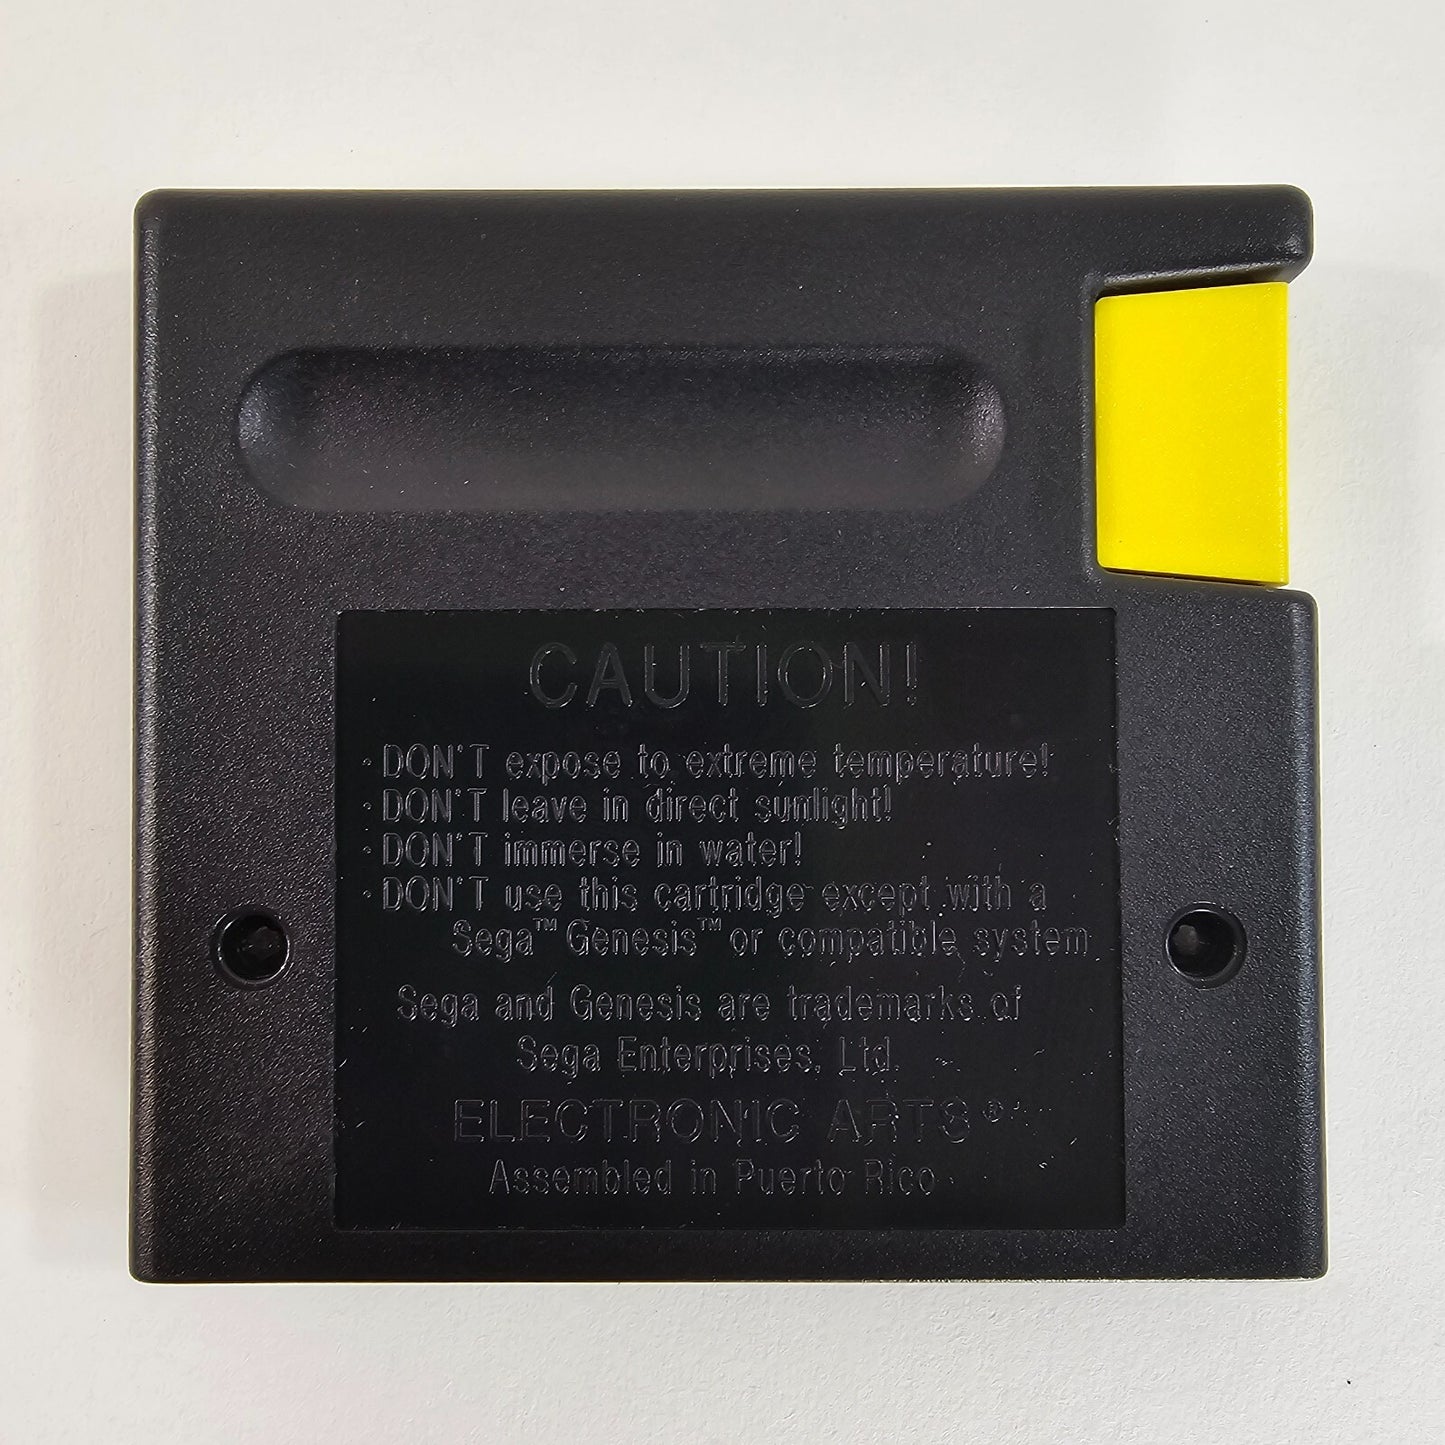 CAUTION!
· DON'T expose to extreme temperature!
· DON'T leave in direct sunlight!
· DON'T immerse in water!
· DON'T use this cartridge except with a
Sega™ Genesis™ or compatible system
Sega and Genesis are trademarks of
Sega Enterprises, Ltd.
ELECTRONIC ARTS®
Assembled in Puerto Rico